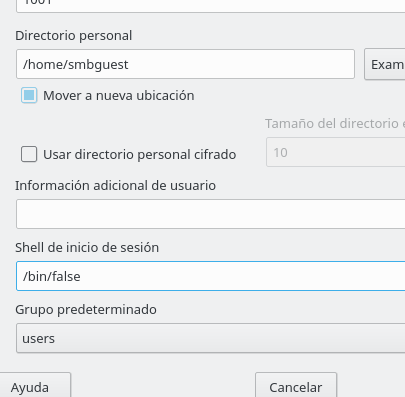 Directorio personal
/home/smbguest
Exam
Mover a nueva ubicación
Tamaño del directorio
Usar directorio personal cifrado
10
Información adicional de usuario
Shell de inicio de sesión
/bin/false
Grupo predeterminado
users
Ayuda
Cancelar